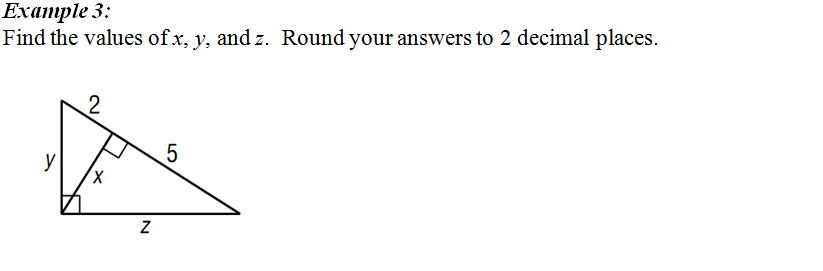 Example 3:
Find the values of x, y, and z. Round your answers to 2 decimal places.
2
5
y
x
z